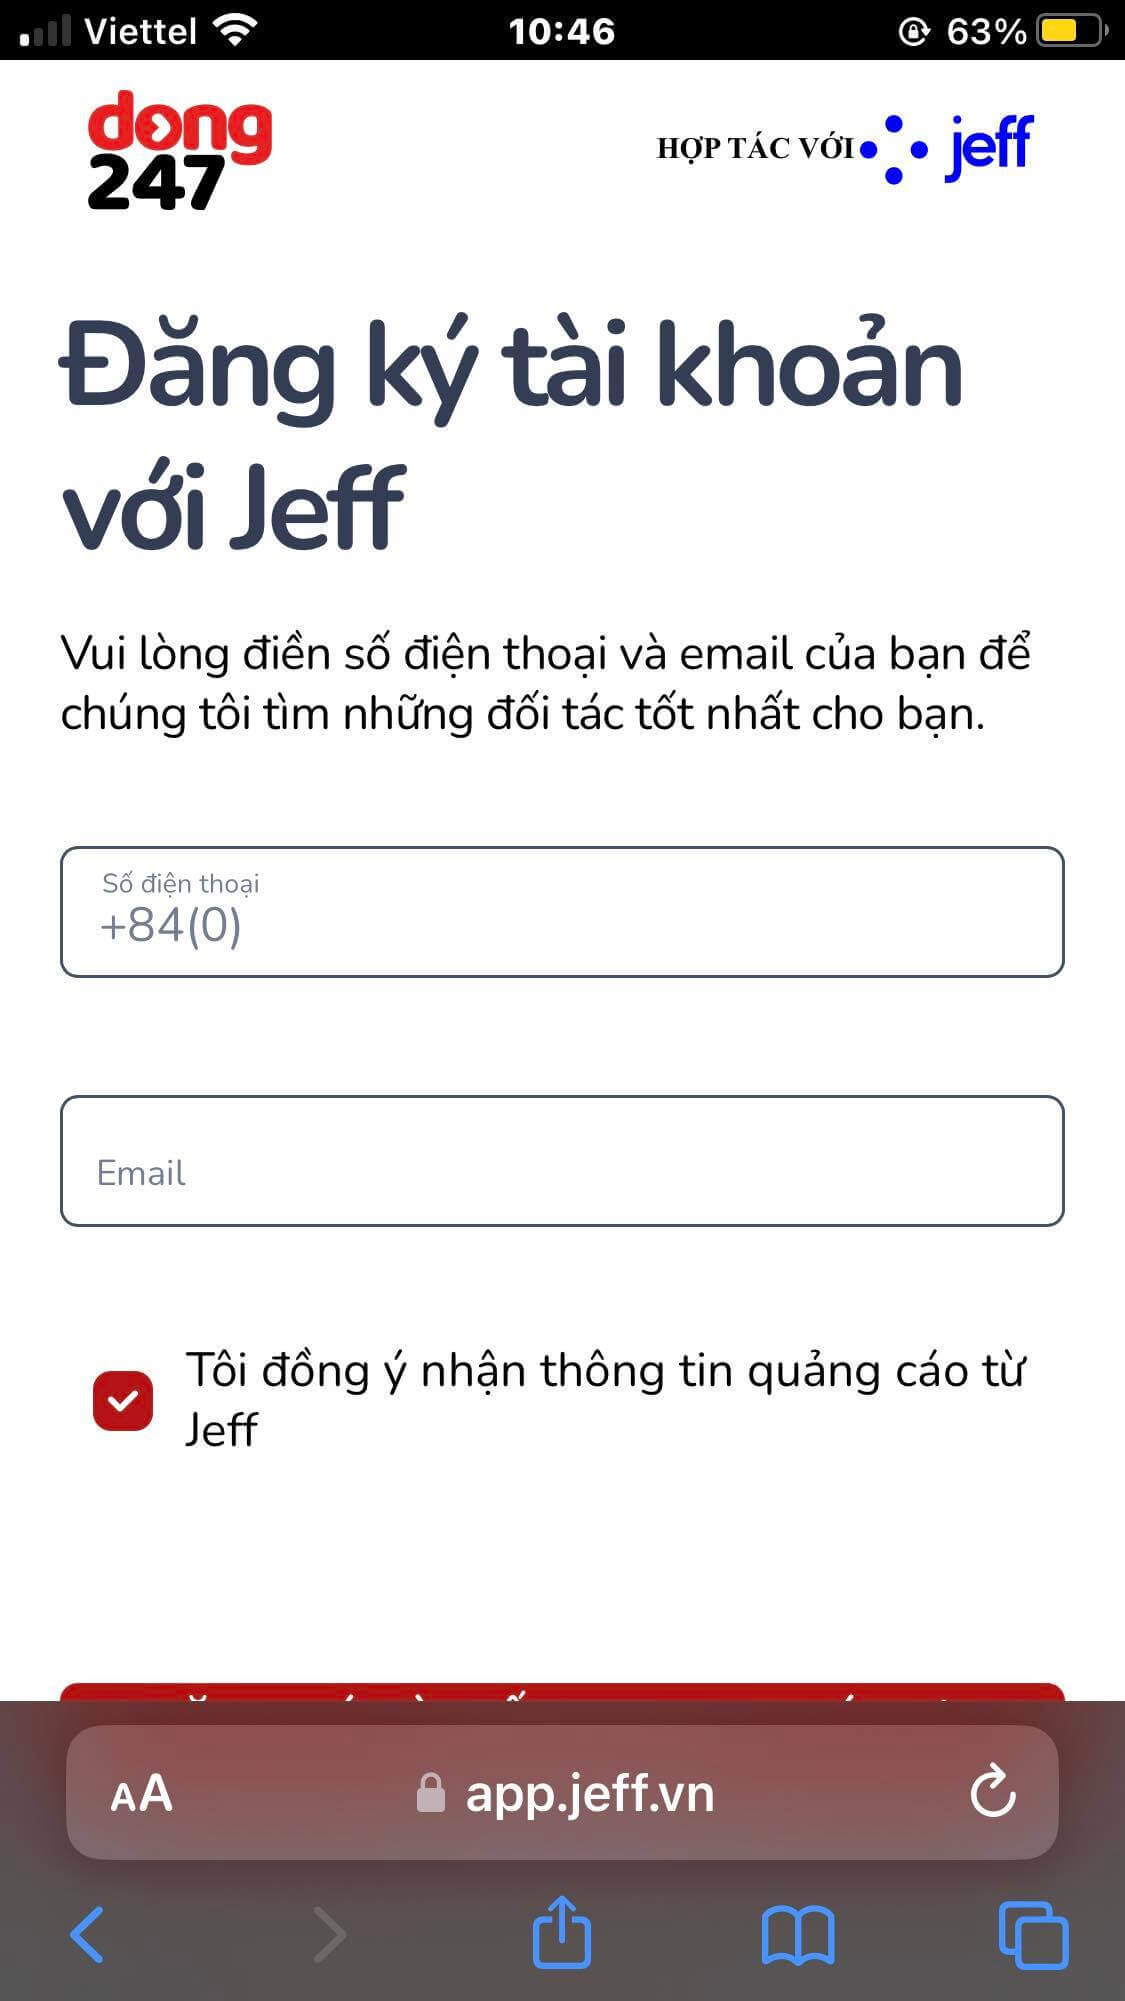 Viettel 10:46 63%
dong
247
HỢP TÁC VỚI jeff
Đăng ký tài khoản
với Jeff
Vui lòng điền số điện thoại và email của bạn để
chúng tôi tìm những đối tác tốt nhất cho bạn.
Số điện thoại
+84(0)
Email
Tôi đồng ý nhận thông tin quảng cáo từ
Jeff
AA app.jeff.vn